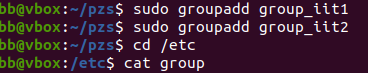 bb@vbox:~/pzs$ sudo groupadd group_iit1
bb@vbox:~/pzs$ sudo groupadd group_iit2
bb@vbox:~/pzs$ cd /etc
bb@vbox:/etc$ cat group